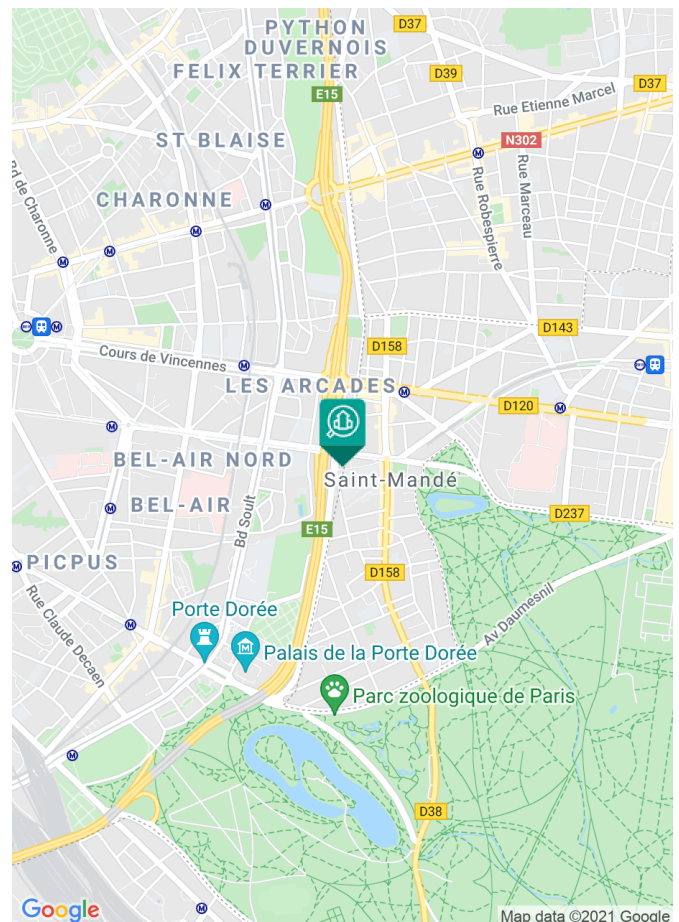 PYTHON
DUVERNOIS
FELIX TERRIER
D37
D39
D37
E15
Rue Etienne Marcel
ST BLAISE
N302
Bd de Charonne
CHARONNE
Rue Robespierre
Rue Marceau
Cours de Vincennes
D143
D158
LES ARCADES
D120
BEL-AIR NORD
Saint-Mandé
BEL-AIR
Bd Soult
E15
D237
PICPUS
D158
Rue Claude Decaen
Porte Dorée
Palais de la Porte Dorée
Av Daumesnil
Parc zoologique de Paris
D38
Google
Map data ©2021 Google